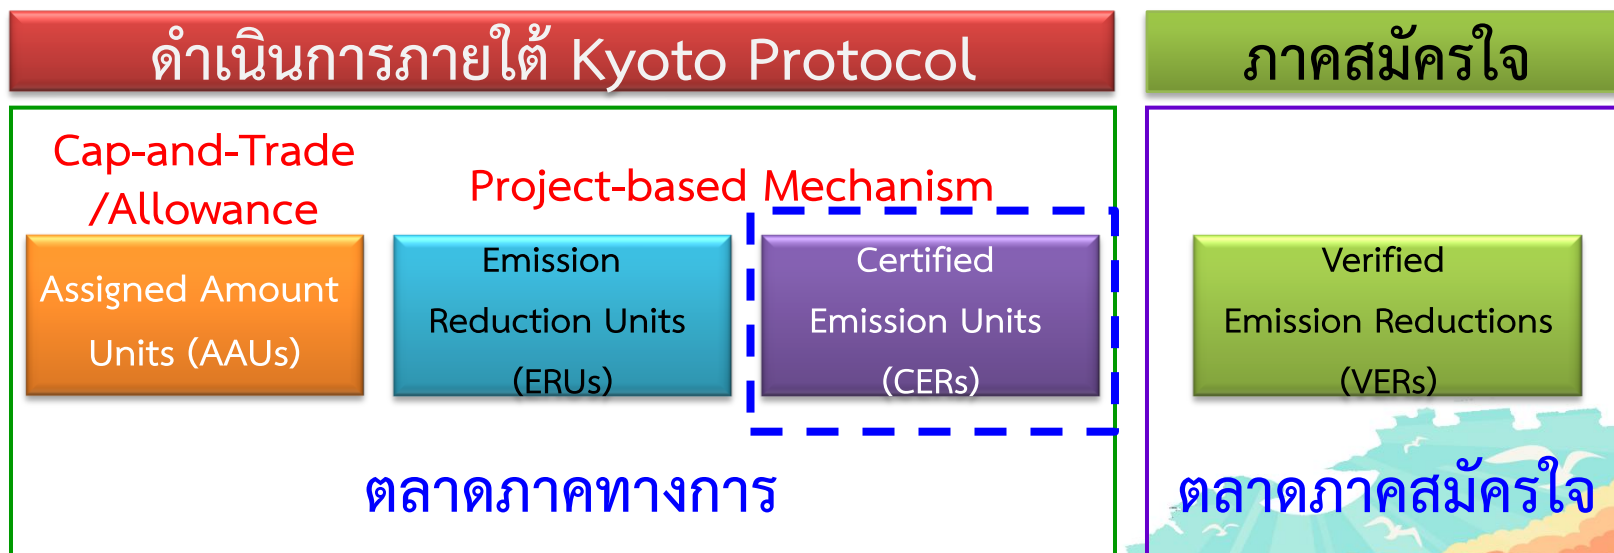 ดำเนินการภายใต้ Kyoto Protocol
ภาคสมัครใจ
Cap-and-Trade
/Allowance
Project-based Mechanism
Assigned Amount
Units (AAUs)
Emission
Reduction Units
(ERUs)
Certified
Emission Units
(CERs)
Verified
Emission Reductions
(VERs)
ตลาดภาคทางการ
ตลาดภาคสมัครใจ